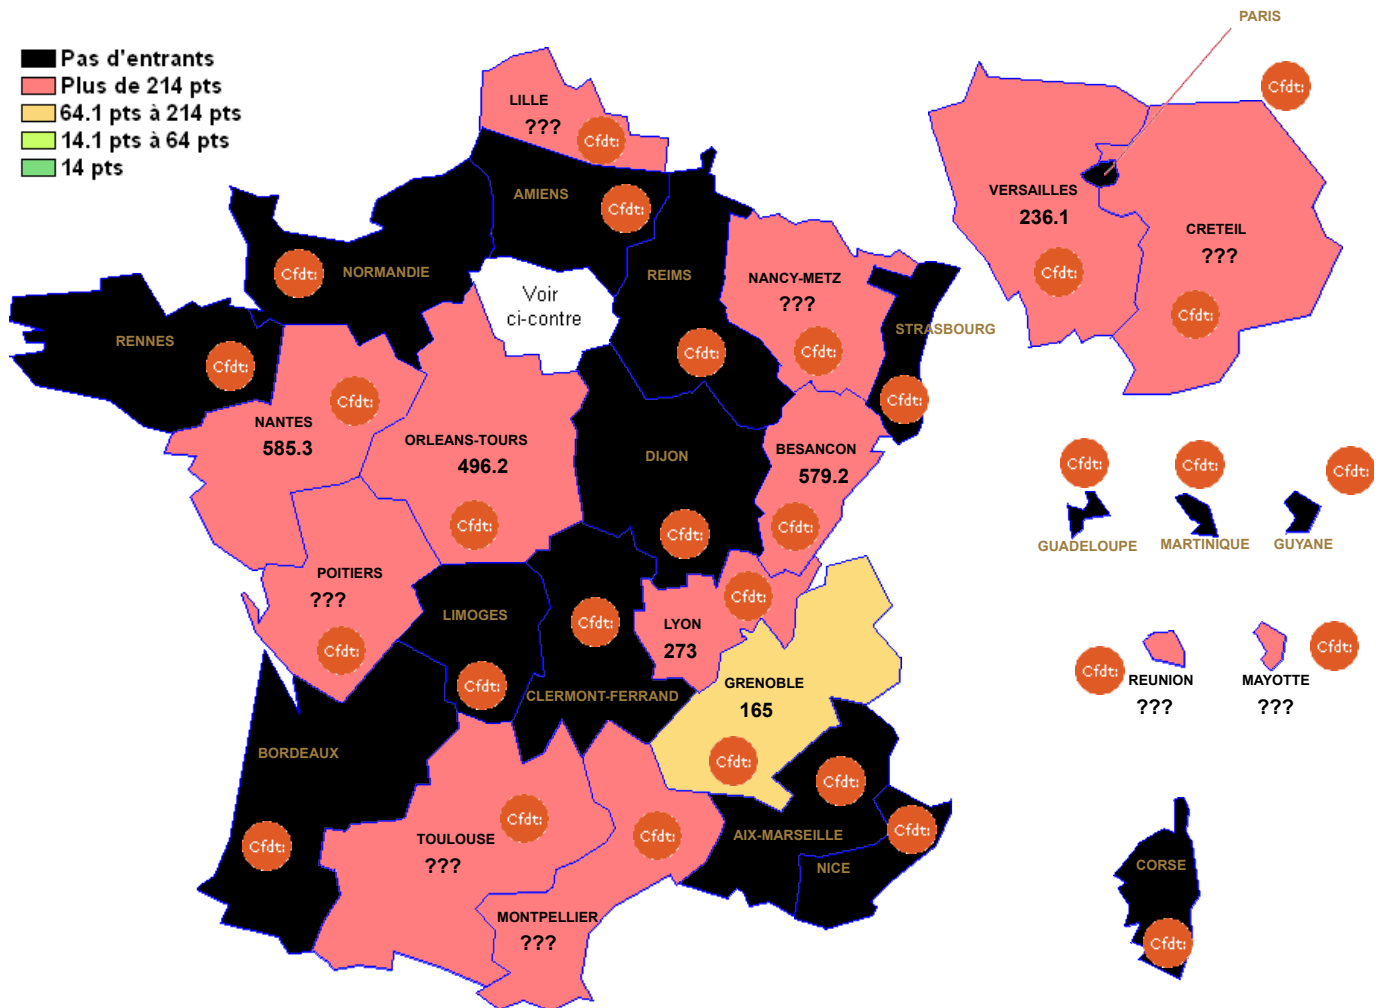 PARIS
Pas d'entrants
Plus de 214 pts
64.1 pts à 214 pts
14.1 pts à 64 pts
14 pts
LILLE
???
Cfdt:
Cfdt:
AMIENS
Cfdt:
VERSAILLES
236.1
Cfdt:
CRETEIL
???
Cfdt:
NORMANDIE
Cfdt:
REIMS
Cfdt:
NANCY-METZ
???
Cfdt:
Voir
ci-contre
STRASBOURG
Cfdt:
RENNES
Cfdt:
NANTES
585.3
Cfdt:
ORLEANS-TOURS
496.2
Cfdt:
DIJON
Cfdt:
BESANCON
579.2
Cfdt:
Cfdt:
GUADELOUPE
Cfdt:
MARTINIQUE
Cfdt:
GUYANE
POITIERS
???
Cfdt:
LIMOGES
Cfdt:
Cfdt:
CLERMONT-FERRAND
LYON
273
Cfdt:
GRENOBLE
165
Cfdt:
Cfdt:
REUNION
???
Cfdt:
MAYOTTE
???
BORDEAUX
Cfdt:
TOULOUSE
???
Cfdt:
MONTPELLIER
???
Cfdt:
AIX-MARSEILLE
Cfdt:
NICE
Cfdt:
CORSE
Cfdt: